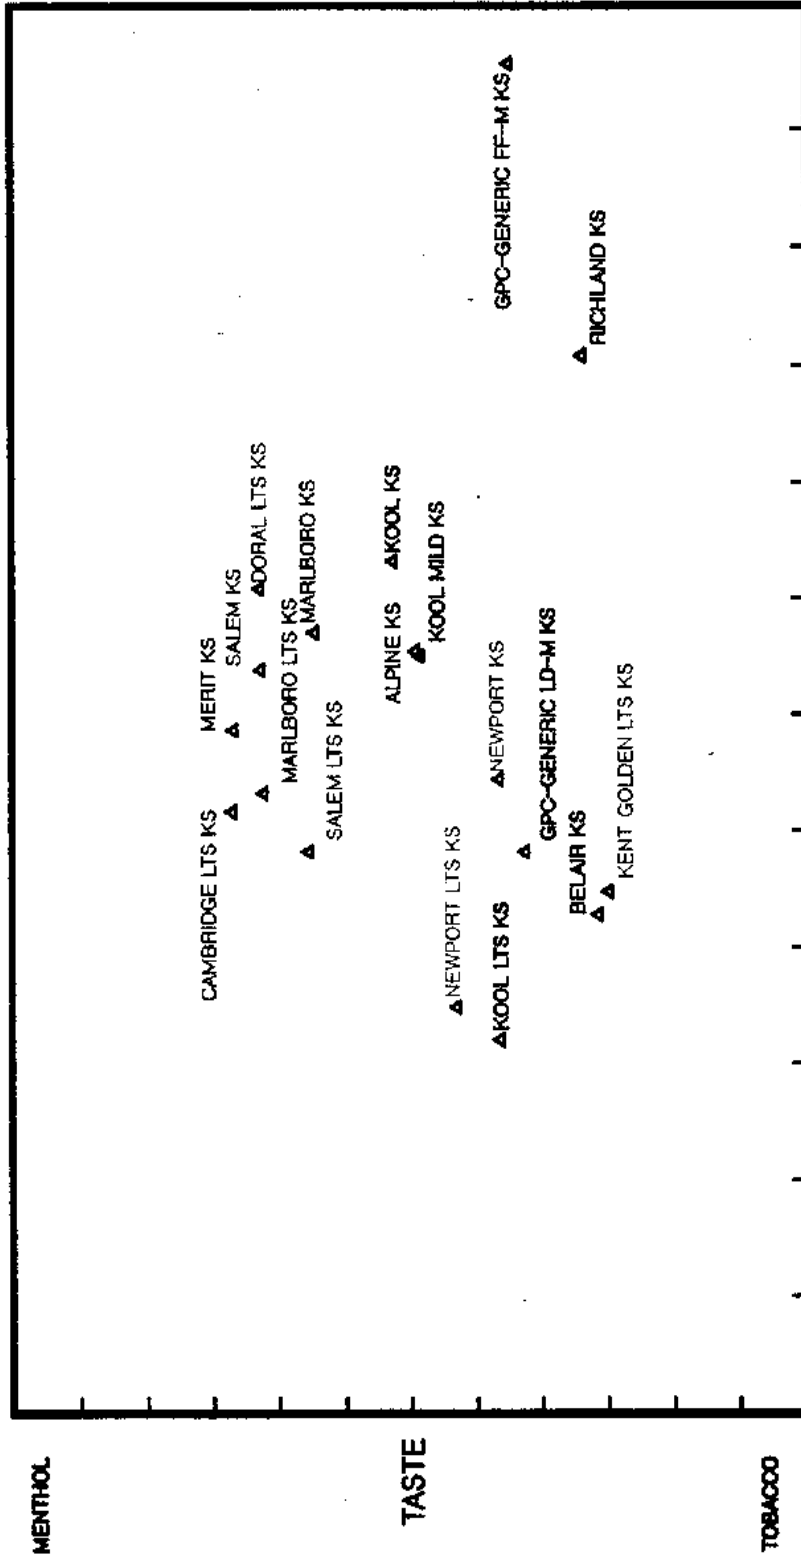 MENTHOL
TASTE
TOBACCO
CAMBRIDGE LTS KS
MERIT KS
SALEM KS
DORAL LTS KS
MARLBORO LTS KS
MARLBORO KS
SALEM LTS KS
ALPINE KS
KOOL KS
KOOL MILD KS
NEWPORT LTS KS
NEWPORT KS
KOOL LTS KS
GPC-GENERIC FF-M KS
GPC-GENERIC LD-M KS
BELAIR KS
RICHLAND KS
KENT GOLDEN LTS KS